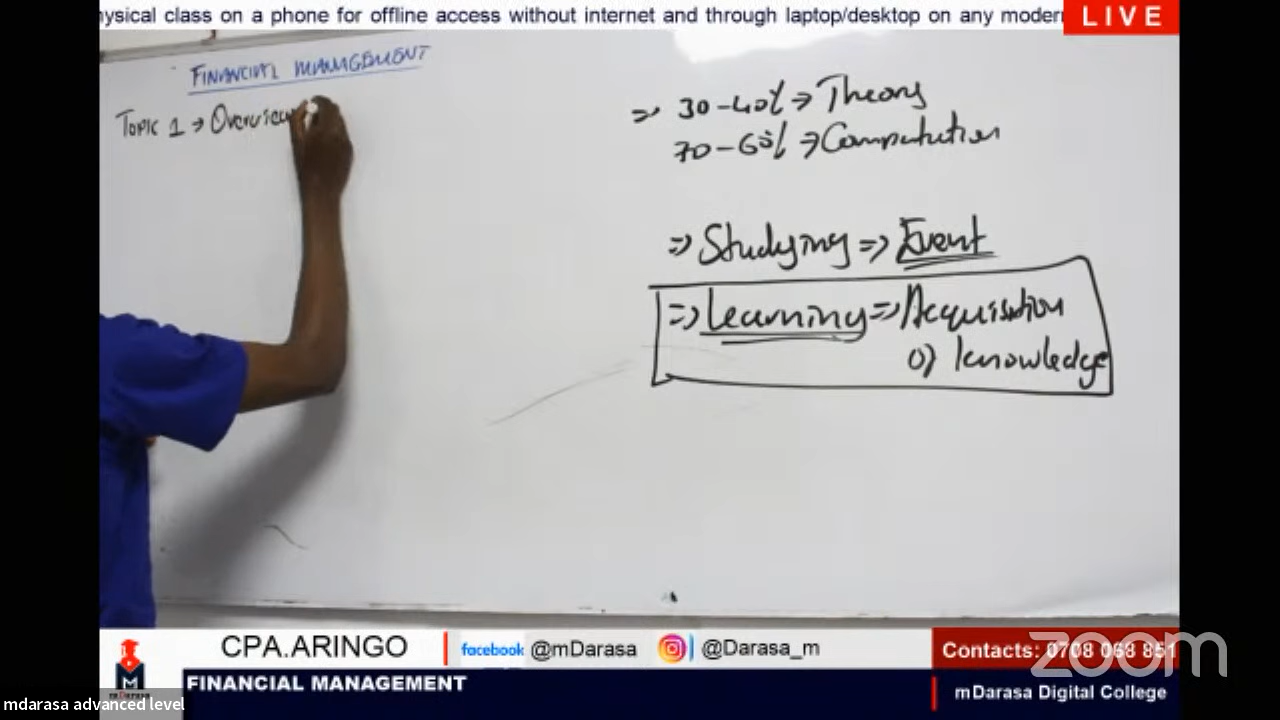 hysical class on a phone for offline access without internet and through laptop/desktop on any modern
LIVE
FINANCIAL MANAGEMENT
TOPIC 1 → Overview
⇒ 30-40% ⇒ Theory
70-60% ⇒ Computation
⇒ Studying ⇒ Event
⇒ Learning ⇒ Acquisition
of knowledge
CPA.ARINGO
facebook @mDarasa
@Darasa_m
Contacts: 0708 068 851
zoom
FINANCIAL MANAGEMENT
mDarasa Digital College
mDarasa
mdarasa advanced level